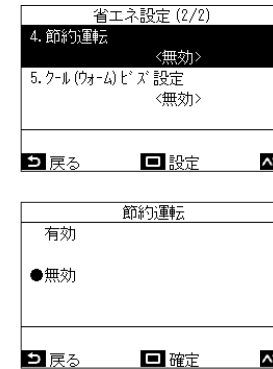 省エネ設定 (2/2)
4. 節約運転
<無効>
5. クール(ウォーム)ビズ設定
<無効>
戻る 設定
節約運転
有効
●無効
戻る 確定